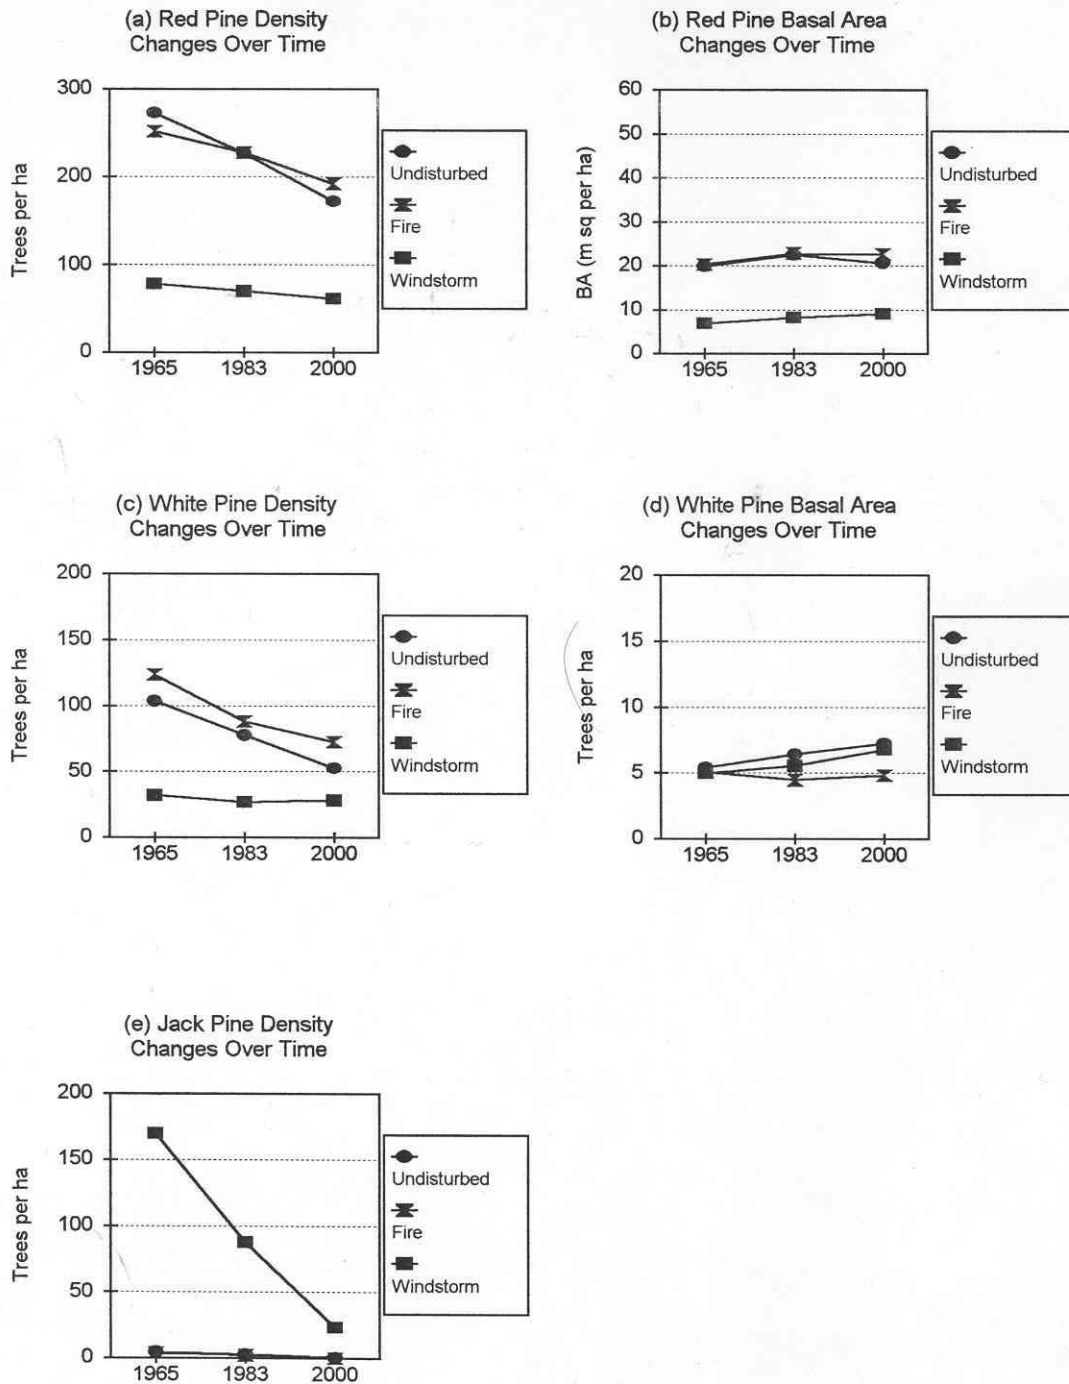 (a) Red Pine Density
Changes Over Time
300
200
100
0
Trees per ha
1965
1983
2000
Undisturbed
Fire
Windstorm
(b) Red Pine Basal Area
Changes Over Time
60
50
40
30
20
10
0
BA (m sq per ha)
1965
1983
2000
Undisturbed
Fire
Windstorm
(c) White Pine Density
Changes Over Time
200
150
100
50
0
Trees per ha
1965
1983
2000
Undisturbed
Fire
Windstorm
(d) White Pine Basal Area
Changes Over Time
20
15
10
5
0
Trees per ha
1965
1983
2000
Undisturbed
Fire
Windstorm
(e) Jack Pine Density
Changes Over Time
200
150
100
50
0
Trees per ha
1965
1983
2000
Undisturbed
Fire
Windstorm